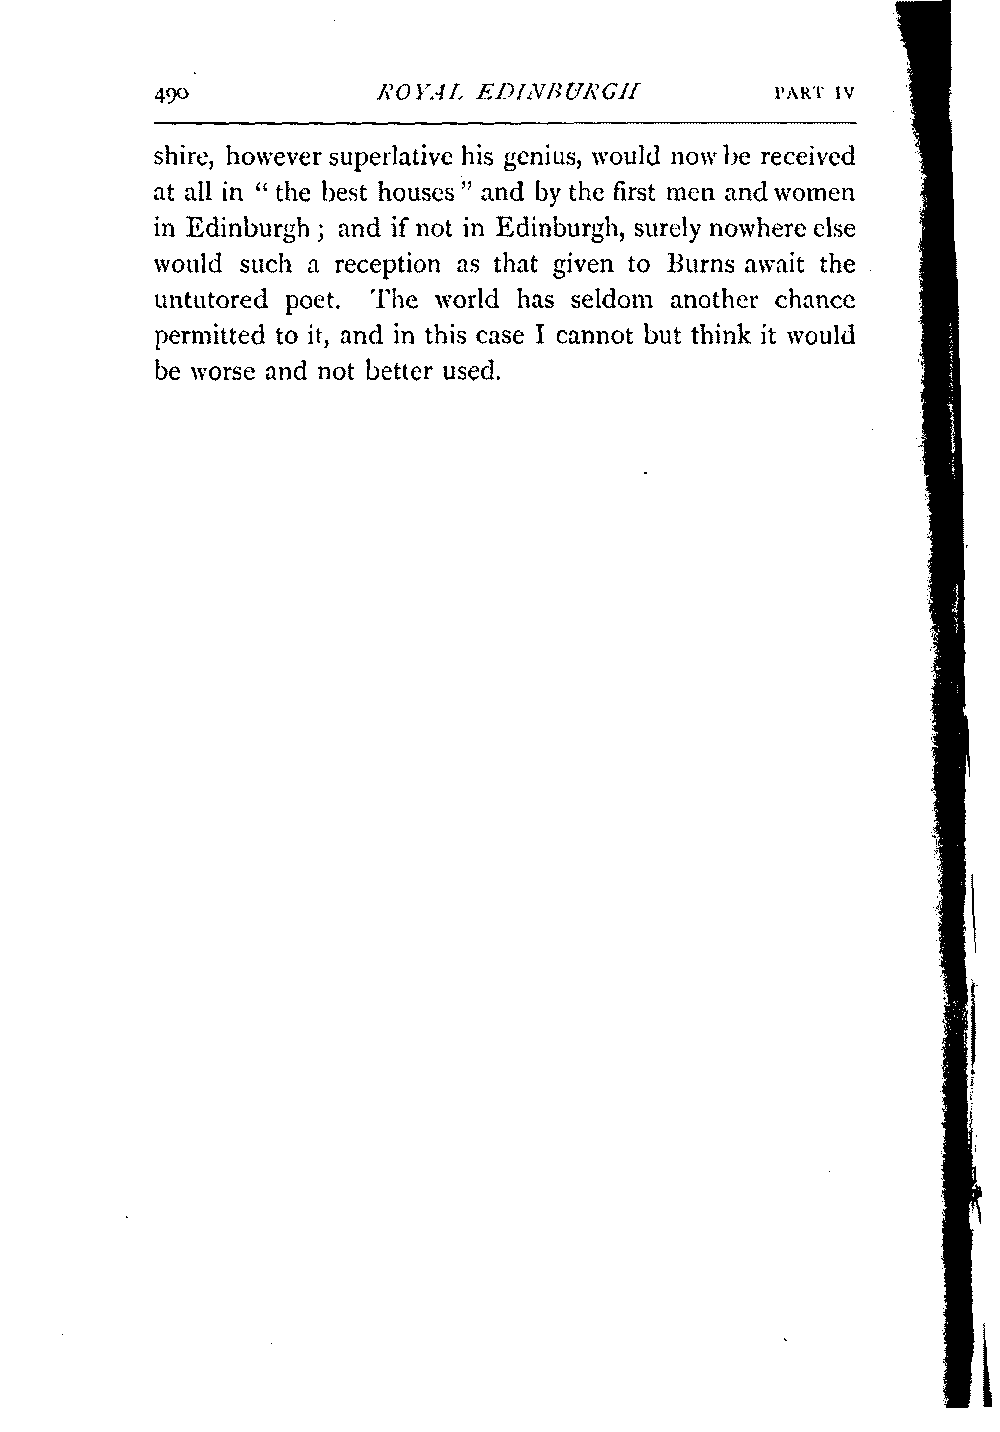 490 ROYAL EDINBURGH PART IV
shire, however superlative his genius, would now be received
at all in “ the best houses ” and by the first men and women
in Edinburgh ; and if not in Edinburgh, surely nowhere else
would such a reception as that given to Burns await the
untutored poet. The world has seldom another chance
permitted to it, and in this case I cannot but think it would
be worse and not better used.